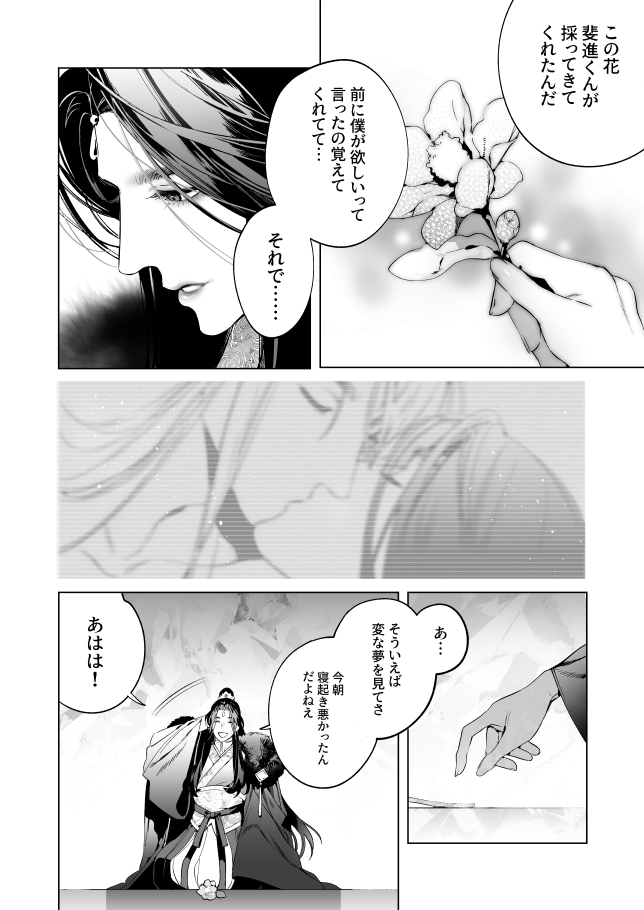 この花
斐進くんが
採ってきて
くれたんだ
前に僕が欲しいって
言ったの覚えて
くれてて…
それで……
あ…
そういえば
変な夢を見てさ
今朝
寝起き悪かったん
だよねえ
あはは！